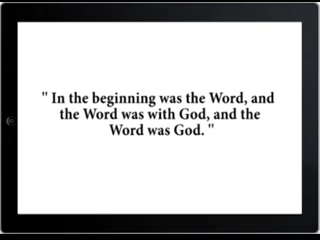 " In the beginning was the Word, and
the Word was with God, and the
Word was God. "